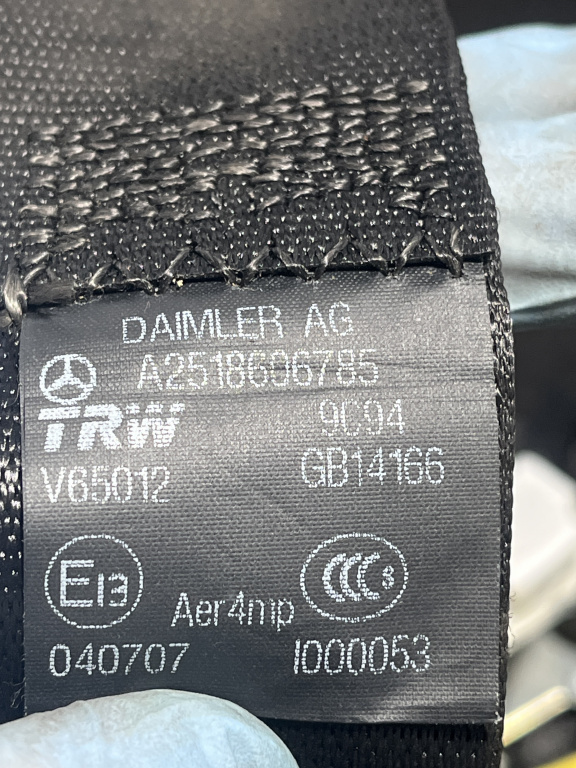 DAIMLER AG
A2518606785
TRW 9C94
V65012 GB14166
E13 CCC S
Aer4mp
040707 I000053